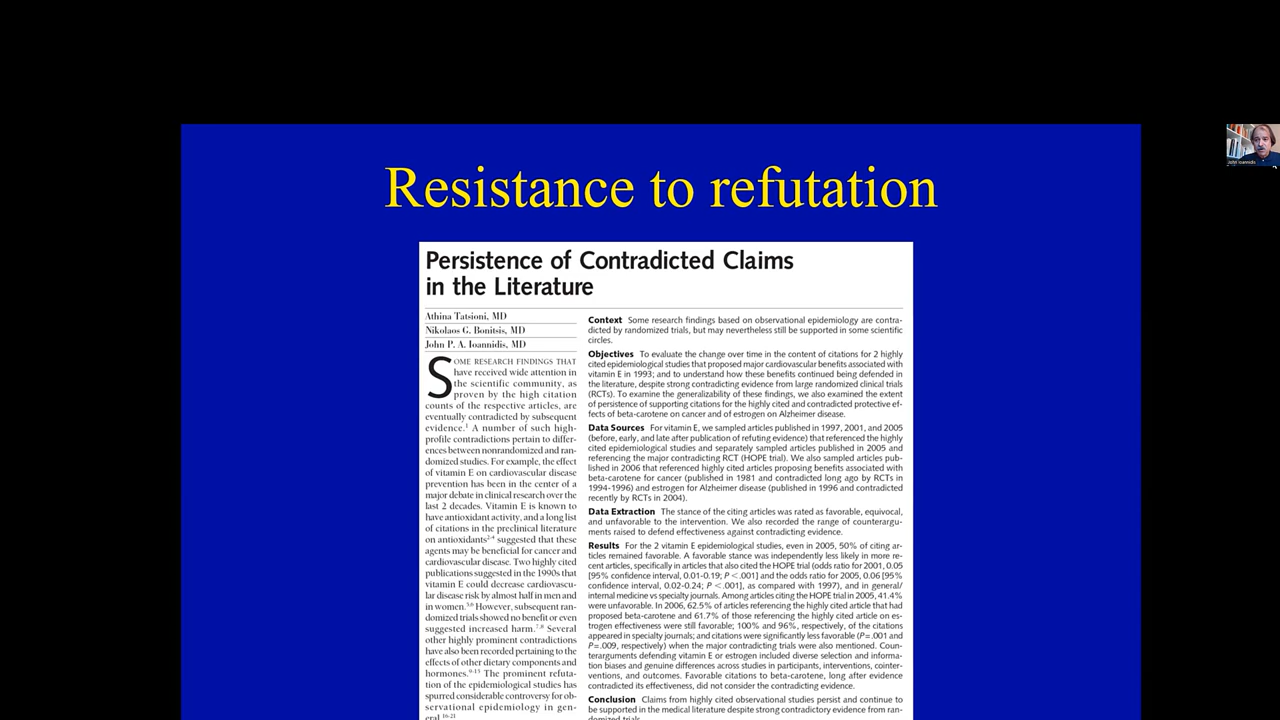 Resistance to refutation
Persistence of Contradicted Claims
in the Literature
Athina Tatsioni, MD
Nikolaos G. Bonitsis, MD
John P. A. Ioannidis, MD
SOME RESEARCH FINDINGS THAT
have received wide attention in
the scientific community, as
proven by the high citation
counts of the respective articles, are
eventually contradicted by subsequent
evidence.1 A number of such high-
profile contradictions pertain to differ-
ences between nonrandomized and ran-
domized studies. For example, the effect
of vitamin E on cardiovascular disease
prevention has been in the center of a
major debate in clinical research over the
last 2 decades. Vitamin E is known to
have antioxidant activity, and a long list
of citations in the preclinical literature
on antioxidants2-4 suggested that these
agents may be beneficial for cancer and
cardiovascular disease. Two highly cited
publications suggested in the 1990s that
vitamin E could decrease cardiovascu-
lar disease risk by almost half in men and
in women.5,6 However, subsequent ran-
domized trials showed no benefit or even
suggested increased harm.7,8 Several
other highly prominent contradictions
have also been recorded pertaining to the
effects of other dietary components and
hormones.9-15 The prominent refuta-
tion of the epidemiological studies has
spurred considerable controversy for ob-
servational epidemiology in gen-
eral.16-21
Context Some research findings based on observational epidemiology are contra-
dicted by randomized trials, but may nevertheless still be supported in some scientific
circles.
Objectives To evaluate the change over time in the content of citations for 2 highly
cited epidemiological studies that proposed major cardiovascular benefits associated with
vitamin E in 1993; and to understand how these benefits continued being defended in
the literature, despite strong contradicting evidence from large randomized clinical trials
(RCTs). To examine the generalizability of these findings, we also examined the extent
of persistence of supporting citations for the highly cited and contradicted protective ef-
fects of beta-carotene on cancer and of estrogen on Alzheimer disease.
Data Sources For vitamin E, we sampled articles published in 1997, 2001, and 2005
(before, early, and late after publication of refuting evidence) that referenced the highly
cited epidemiological studies and separately sampled articles published in 2005 and
referencing the major contradicting RCT (HOPE trial). We also sampled articles pub-
lished in 2006 that referenced highly cited articles proposing benefits associated with
beta-carotene for cancer (published in 1981 and contradicted long ago by RCTs in
1994-1996) and estrogen for Alzheimer disease (published in 1996 and contradicted
recently by RCTs in 2004).
Data Extraction The stance of the citing articles was rated as favorable, equivocal,
and unfavorable to the intervention. We also recorded the range of counterargu-
ments raised to defend effectiveness against contradicting evidence.
Results For the 2 vitamin E epidemiological studies, even in 2005, 50% of citing ar-
ticles remained favorable. A favorable stance was independently less likely in more re-
cent articles, specifically in articles that also cited the HOPE trial (odds ratio for 2001, 0.05
[95% confidence interval, 0.01-0.19; P <.001] and the odds ratio for 2005, 0.06 [95%
confidence interval, 0.02-0.24; P <.001], as compared with 1997), and in general/
internal medicine vs specialty journals. Among articles citing the HOPE trial in 2005, 41.4%
were unfavorable. In 2006, 62.5% of articles referencing the highly cited article that had
proposed beta-carotene and 61.7% of those referencing the highly cited article on es-
trogen effectiveness were still favorable; 100% and 96%, respectively, of the citations
appeared in specialty journals; and citations were significantly less favorable (P=.001 and
P=.009, respectively) when the major contradicting trials were also mentioned. Coun-
terarguments defending vitamin E or estrogen included diverse selection and informa-
tion biases and genuine differences across studies in participants, interventions, cointer-
ventions, and outcomes. Favorable citations to beta-carotene, long after evidence
contradicted its effectiveness, did not consider the contradicting evidence.
Conclusion Claims from highly cited observational studies persist and continue to
be supported in the medical literature despite strong contradictory evidence from ran-
domized trials.
John Ioannidis